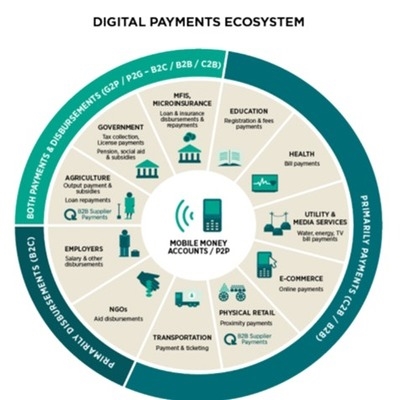 DIGITAL PAYMENTS ECOSYSTEM
BOTH PAYMENTS & DISBURSEMENTS (G2P / P2G – B2C / B2B / C2B)
PRIMARILY PAYMENTS (C2B / B2B)
PRIMARILY DISBURSEMENTS (B2C)
MFIS,
MICROINSURANCE
Loan & insurance
disbursements &
repayments
EDUCATION
Registration & fees
payments
HEALTH
Bill payments
UTILITY &
MEDIA SERVICES
Water, energy, TV
bill payments
E-COMMERCE
Online payments
PHYSICAL RETAIL
Proximity payments
B2B Supplier
Payments
TRANSPORTATION
Payment & ticketing
NGOs
Aid disbursements
EMPLOYERS
Salary & other
disbursements
AGRICULTURE
Output payment &
subsidies
Loan repayments
B2B Supplier
Payments
GOVERNMENT
Tax collection,
License payments
Pension, social aid
& subsidies
MOBILE MONEY
ACCOUNTS / P2P